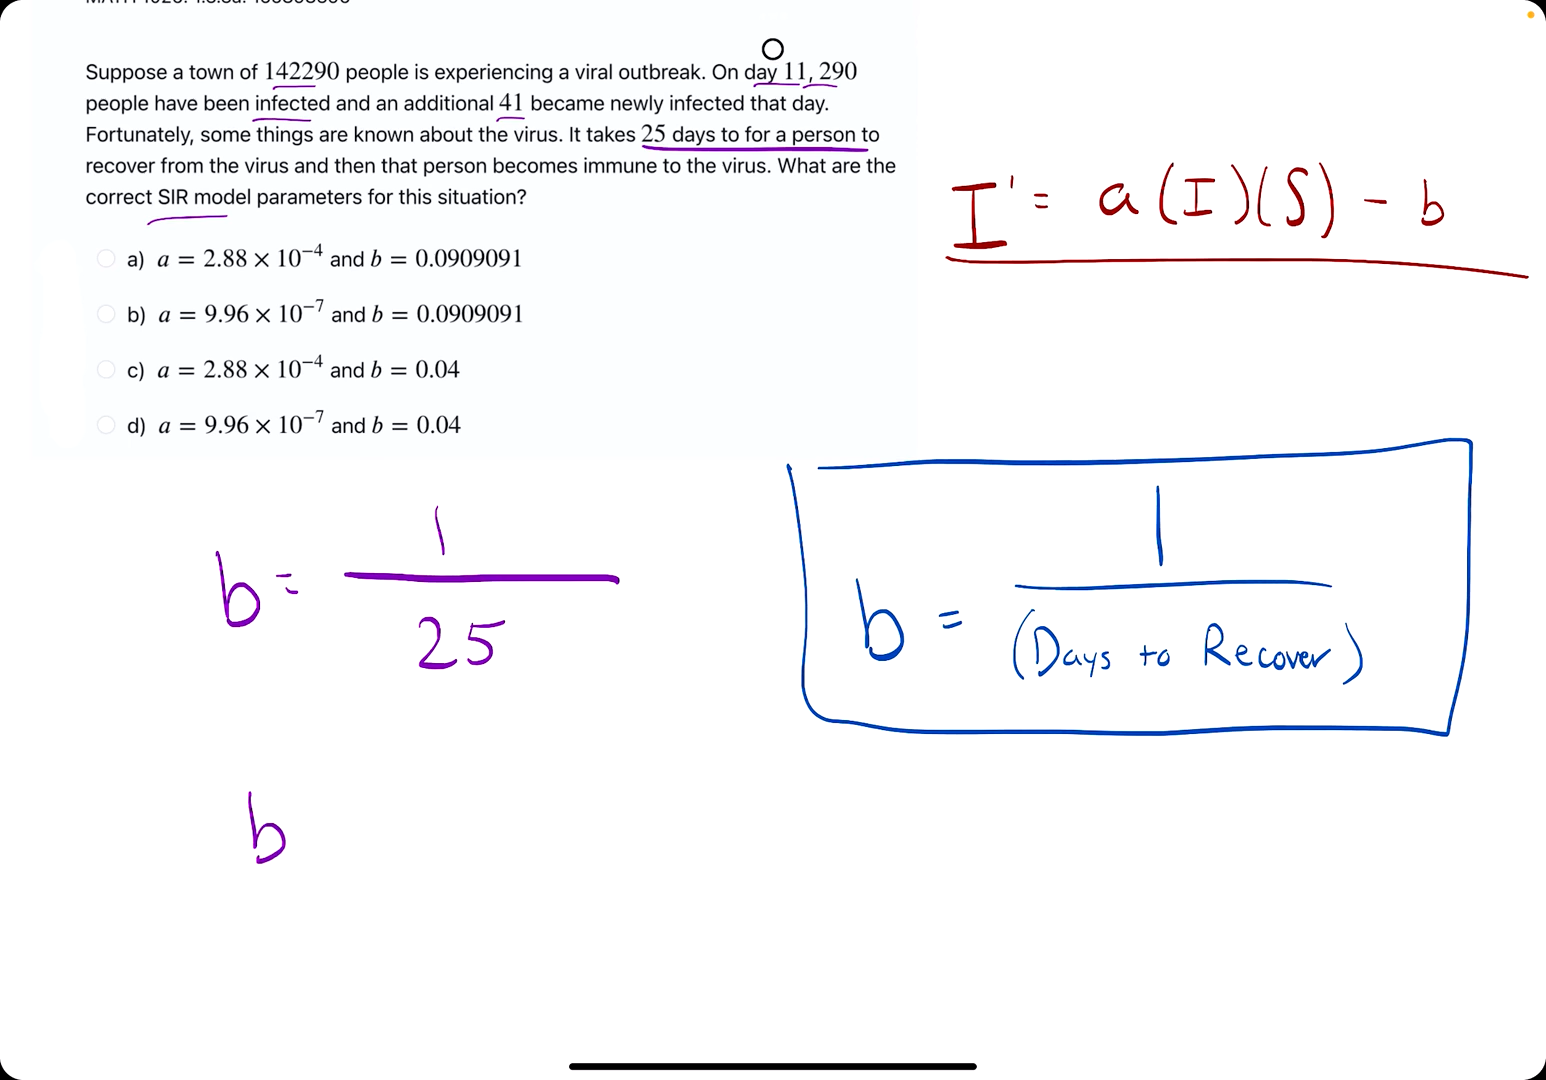 Suppose a town of 142290 people is experiencing a viral outbreak. On day 11, 290
people have been infected and an additional 41 became newly infected that day.
Fortunately, some things are known about the virus. It takes 25 days to for a person to
recover from the virus and then that person becomes immune to the virus. What are the
correct SIR model parameters for this situation?
I' = a(I)(S) - b
a) a = 2.88 × 10⁻⁴ and b = 0.0909091
b) a = 9.96 × 10⁻⁷ and b = 0.0909091
c) a = 2.88 × 10⁻⁴ and b = 0.04
d) a = 9.96 × 10⁻⁷ and b = 0.04
b = 1
25
b = 1
(Days to Recover)
b